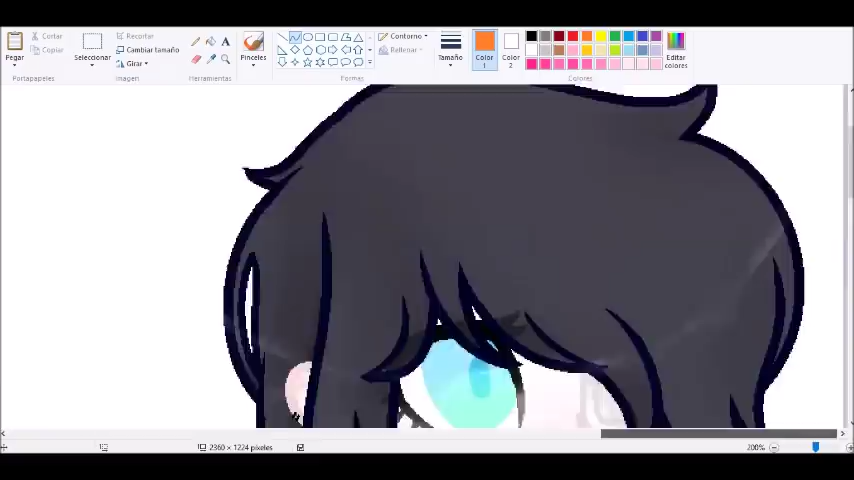 Pegar
Cortar
Copiar
Portapapeles
Seleccionar
Recortar
Cambiar tamaño
Girar
Imagen
A
Herramientas
Pinceles
Contorno
Rellenar
Formas
Tamaño
Color
1
Color
2
Editar
colores
Colores
2360 × 1224 píxeles
200%